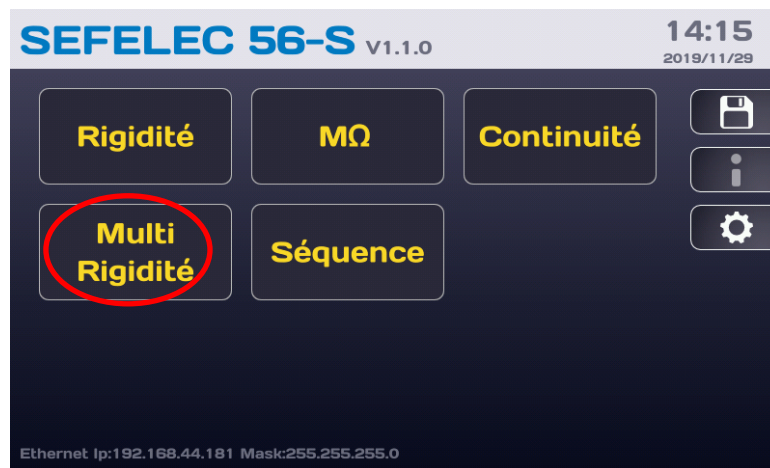 SEFELEC 56-S V1.1.0
14:15
2019/11/29
Rigidité
MΩ
Continuité
Multi
Rigidité
Séquence
Ethernet Ip:192.168.44.181 Mask:255.255.255.0